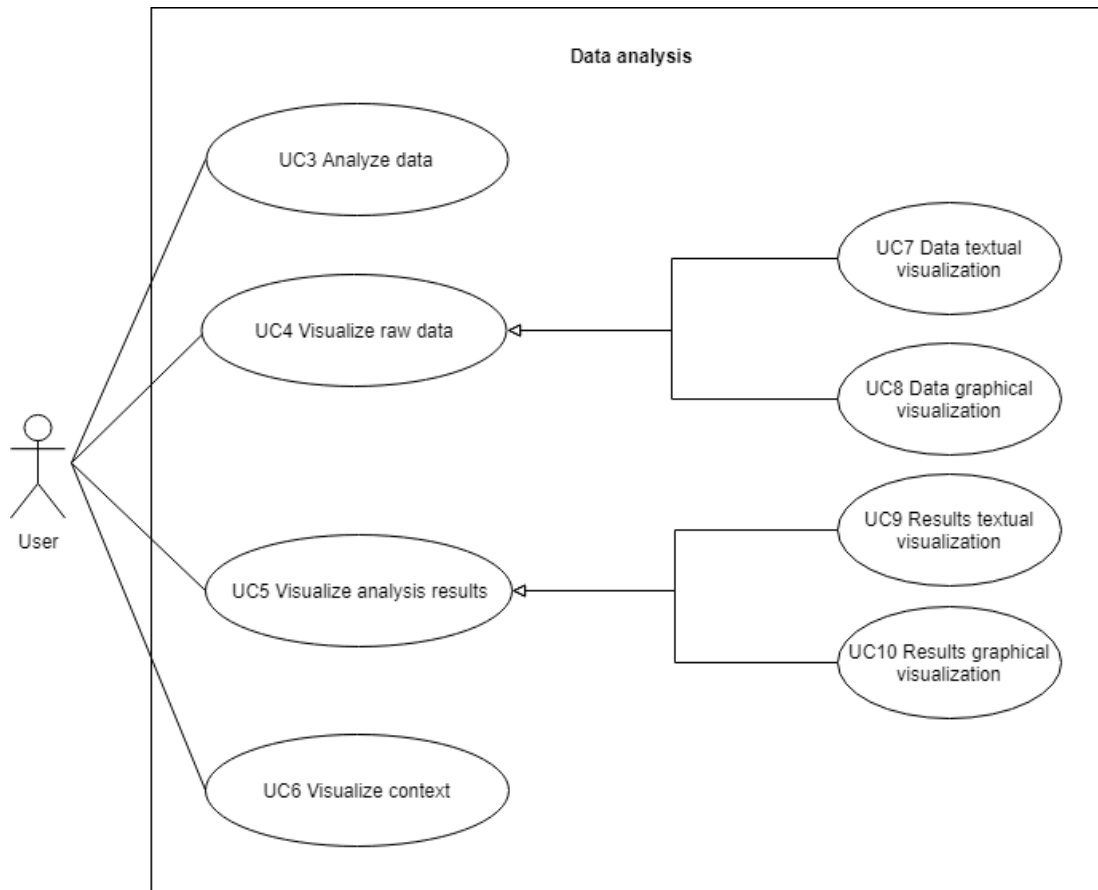 Data analysis
UC3 Analyze data
UC7 Data textual
visualization
UC4 Visualize raw data
UC8 Data graphical
visualization
User
UC9 Results textual
visualization
UC5 Visualize analysis results
UC10 Results graphical
visualization
UC6 Visualize context